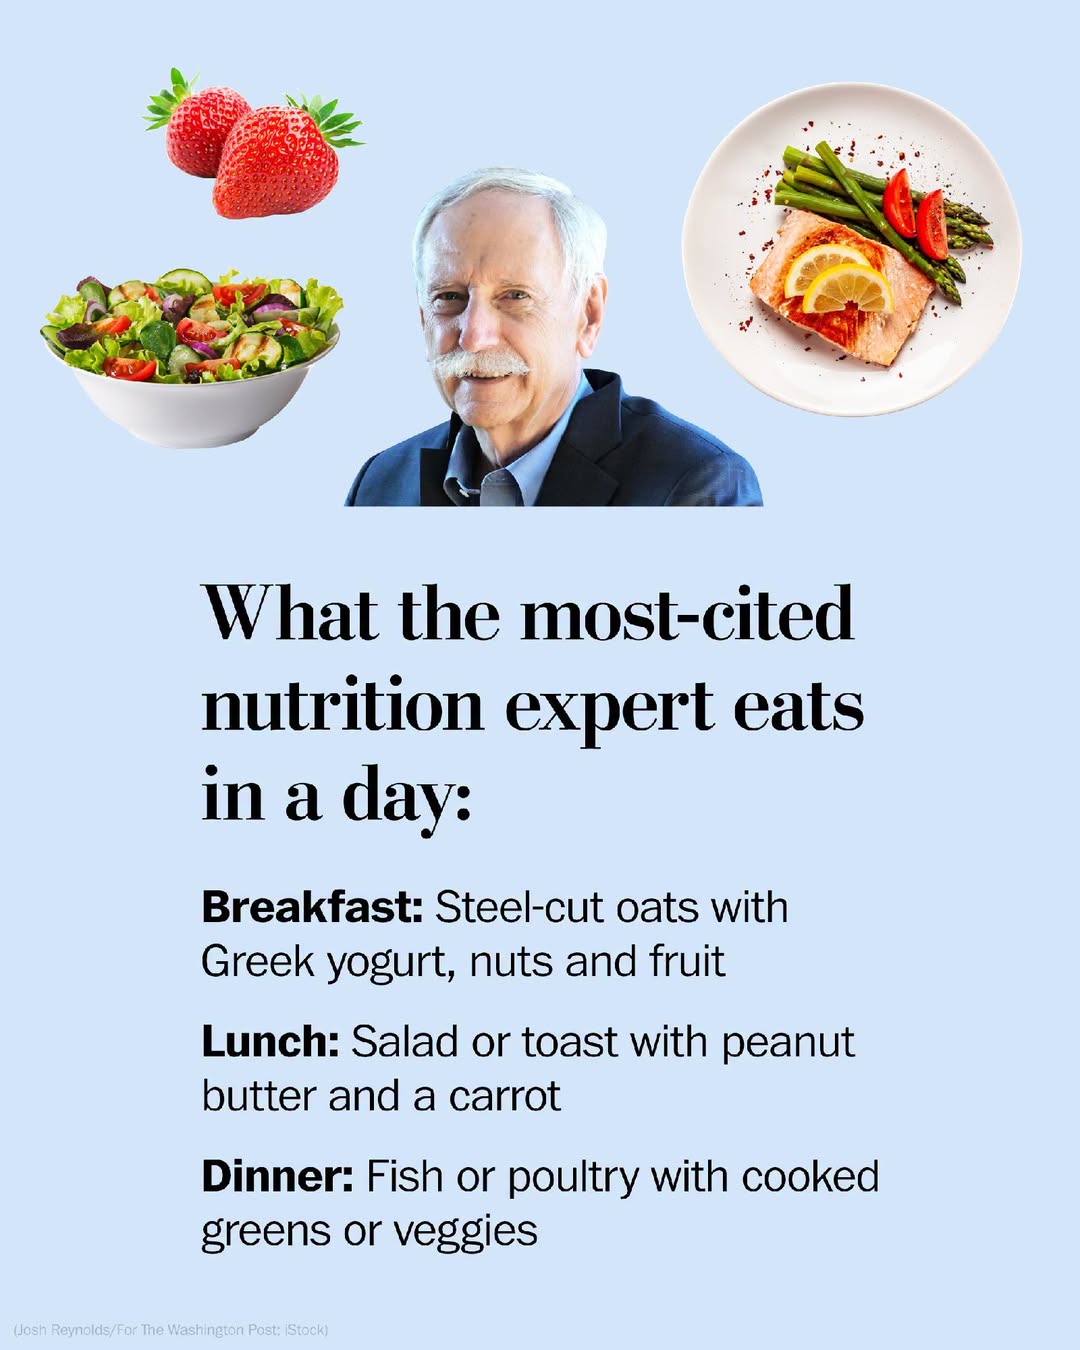 What the most-cited
nutrition expert eats
in a day:
Breakfast: Steel-cut oats with
Greek yogurt, nuts and fruit
Lunch: Salad or toast with peanut
butter and a carrot
Dinner: Fish or poultry with cooked
greens or veggies
(Josh Reynolds/For The Washington Post; iStock)